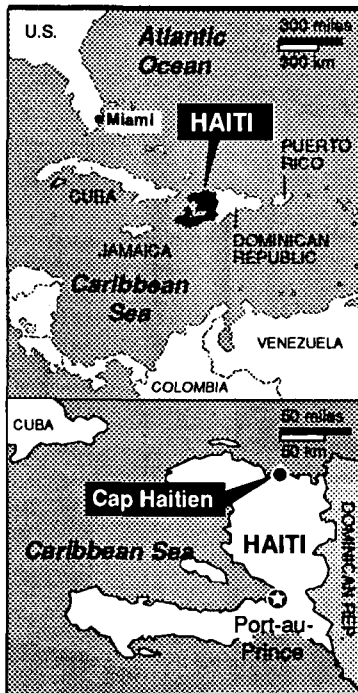 U.S.
Atlantic
Ocean
300 miles
300 km
Miami
HAITI
PUERTO
RICO
CUBA
JAMAICA
DOMINICAN
REPUBLIC
Caribbean
Sea
VENEZUELA
COLOMBIA
CUBA
50 miles
50 km
Cap Haitien
Caribbean Sea
HAITI
DOMINICAN REP.
Port-au-
Prince